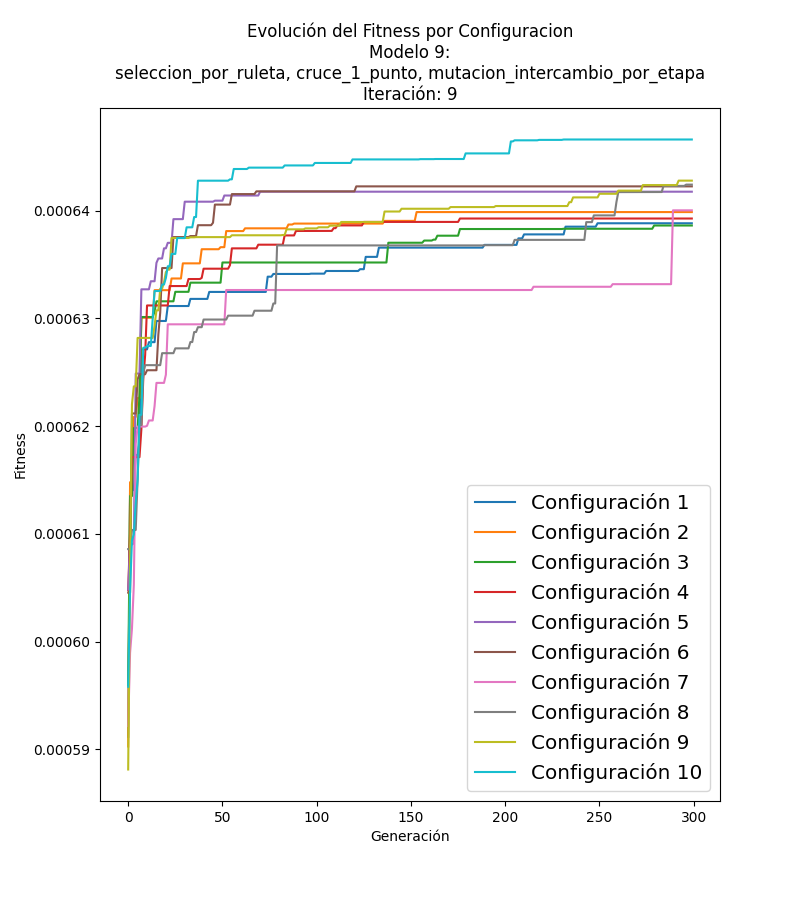 Evolución del Fitness por Configuracion
Modelo 9:
seleccion_por_ruleta, cruce_1_punto, mutacion_intercambio_por_etapa
Iteración: 9
Fitness
0.00064
0.00063
0.00062
0.00061
0.00060
0.00059
Configuración 1
Configuración 2
Configuración 3
Configuración 4
Configuración 5
Configuración 6
Configuración 7
Configuración 8
Configuración 9
Configuración 10
0 50 100 150 200 250 300
Generación